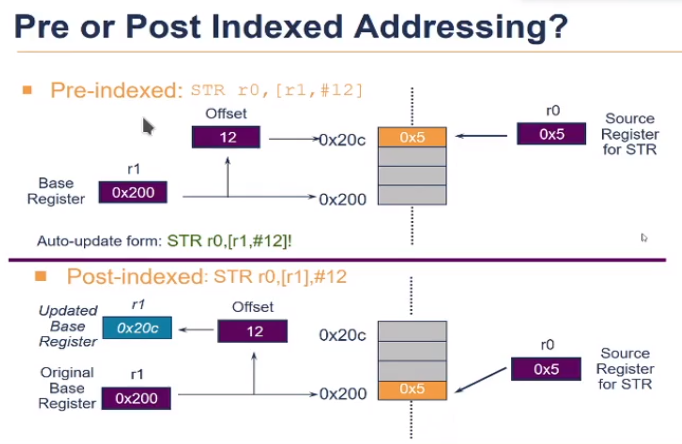 Pre or Post Indexed Addressing?
Pre-indexed: STR r0,[r1,#12]
Offset
12
r1
Base
Register
0x200
0x20c
0x200
0x5
r0
0x5
Source
Register
for STR
Auto-update form: STR r0,[r1,#12]!
Post-indexed: STR r0,[r1],#12
Updated
Base
Register
r1
0x20c
Offset
12
Original
Base
Register
r1
0x200
0x20c
0x200
0x5
r0
0x5
Source
Register
for STR